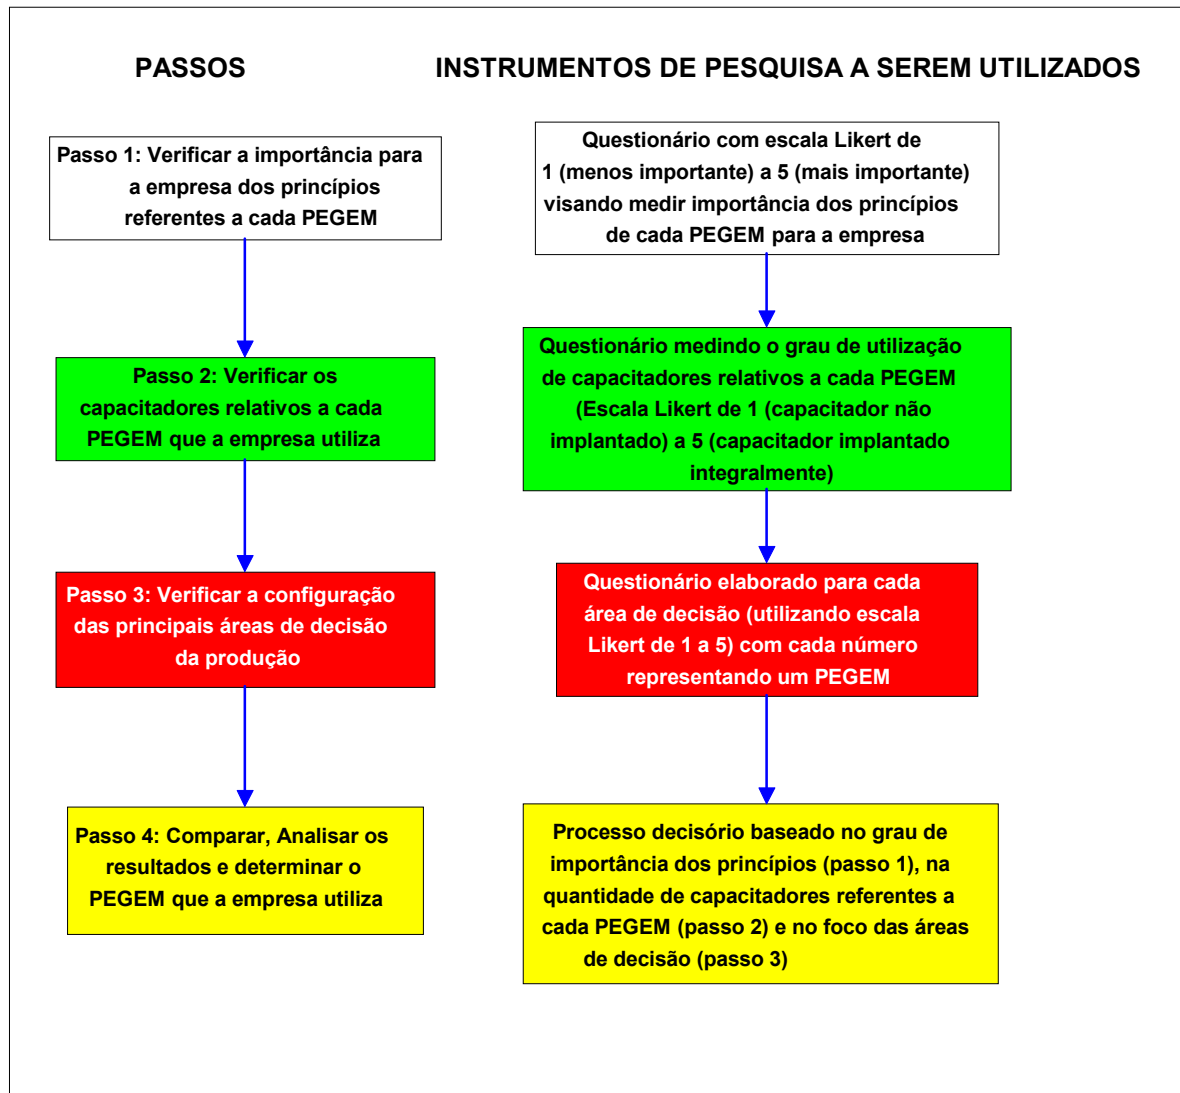 PASSOS
INSTRUMENTOS DE PESQUISA A SEREM UTILIZADOS
Passo 1: Verificar a importância para
a empresa dos princípios
referentes a cada PEGEM
Questionário com escala Likert de
1 (menos importante) a 5 (mais importante)
visando medir importância dos princípios
de cada PEGEM para a empresa
Passo 2: Verificar os
capacitadores relativos a cada
PEGEM que a empresa utiliza
Questionário medindo o grau de utilização
de capacitadores relativos a cada PEGEM
(Escala Likert de 1 (capacitador não
implantado) a 5 (capacitador implantado
integralmente)
Passo 3: Verificar a configuração
das principais áreas de decisão
da produção
Questionário elaborado para cada
área de decisão (utilizando escala
Likert de 1 a 5) com cada número
representando um PEGEM
Passo 4: Comparar, Analisar os
resultados e determinar o
PEGEM que a empresa utiliza
Processo decisório baseado no grau de
importância dos princípios (passo 1), na
quantidade de capacitadores referentes a
cada PEGEM (passo 2) e no foco das áreas
de decisão (passo 3)